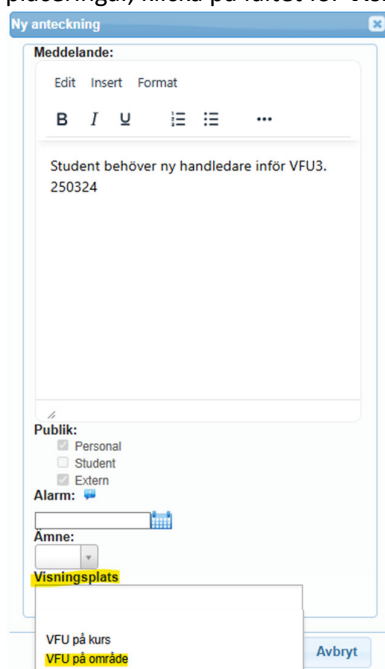 Ny anteckning
Meddelande:
Edit Insert Format
B I U
Student behöver ny handledare inför VFU3.
250324
Publik:
Personal
Student
Extern
Alarm:
Ämne:
Visningsplats
VFU på kurs
VFU på område
Avbryt